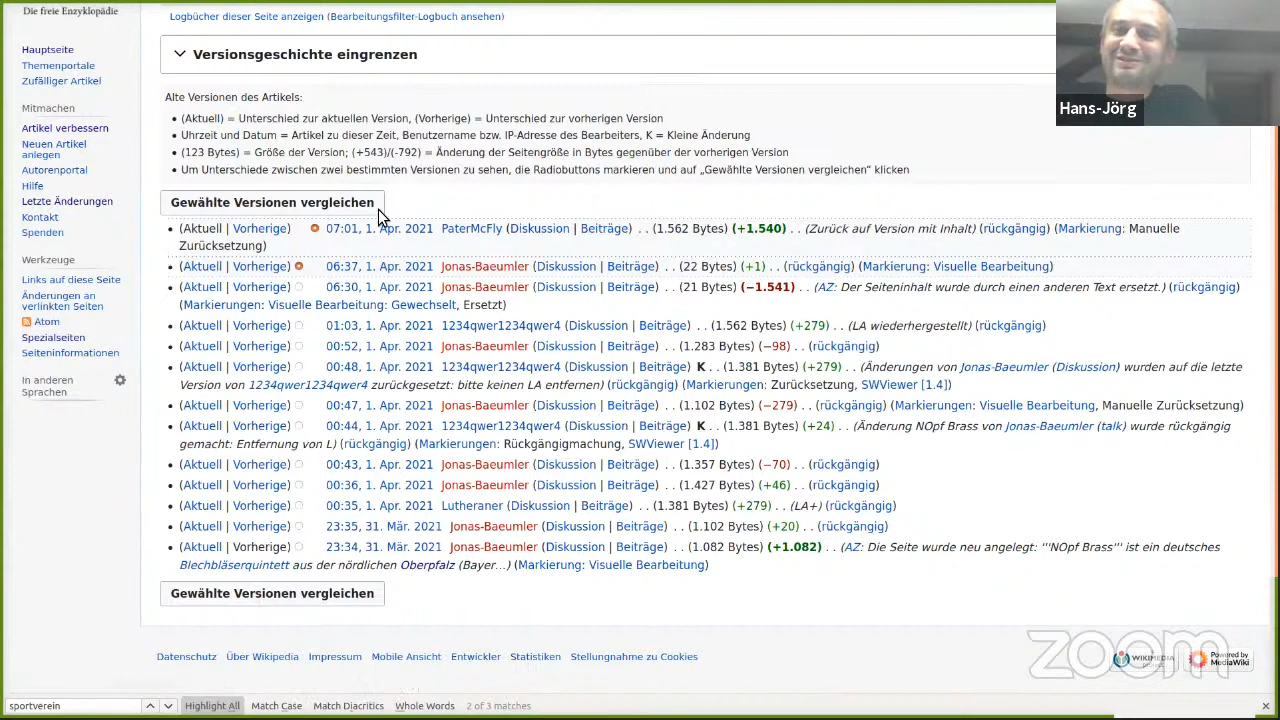 Die freie Enzyklopädie
Logbücher dieser Seite anzeigen (Bearbeitungsfilter-Logbuch ansehen)
Hauptseite
Themenportale
Zufälliger Artikel
Mitmachen
Artikel verbessern
Neuen Artikel
anlegen
Autorenportal
Hilfe
Letzte Änderungen
Kontakt
Spenden
Werkzeuge
Links auf diese Seite
Änderungen an
verlinkten Seiten
Atom
Spezialseiten
Seiteninformationen
In anderen
Sprachen
Versionsgeschichte eingrenzen
Hans-Jörg
Alte Versionen des Artikels:
• (Aktuell) = Unterschied zur aktuellen Version, (Vorherige) = Unterschied zur vorherigen Version
• Uhrzeit und Datum = Artikel zu dieser Zeit, Benutzername bzw. IP-Adresse des Bearbeiters, K = Kleine Änderung
• (123 Bytes) = Größe der Version; (+543)/(-792) = Änderung der Seitengröße in Bytes gegenüber der vorherigen Version
• Um Unterschiede zwischen zwei bestimmten Versionen zu sehen, die Radiobuttons markieren und auf „Gewählte Versionen vergleichen“ klicken
Gewählte Versionen vergleichen
• (Aktuell | Vorherige) 07:01, 1. Apr. 2021 PaterMcFly (Diskussion | Beiträge) . . (1.562 Bytes) (+1.540) . . (Zurück auf Version mit Inhalt) (rückgängig) (Markierung: Manuelle
Zurücksetzung)
• (Aktuell | Vorherige) 06:37, 1. Apr. 2021 Jonas-Baeumler (Diskussion | Beiträge) . . (22 Bytes) (+1) . . (rückgängig) (Markierung: Visuelle Bearbeitung)
• (Aktuell | Vorherige) 06:30, 1. Apr. 2021 Jonas-Baeumler (Diskussion | Beiträge) . . (21 Bytes) (−1.541) . . (AZ: Der Seiteninhalt wurde durch einen anderen Text ersetzt.) (rückgängig)
(Markierungen: Visuelle Bearbeitung: Gewechselt, Ersetzt)
• (Aktuell | Vorherige) 01:03, 1. Apr. 2021 1234qwer1234qwer4 (Diskussion | Beiträge) . . (1.562 Bytes) (+279) . . (LA wiederhergestellt) (rückgängig)
• (Aktuell | Vorherige) 00:52, 1. Apr. 2021 Jonas-Baeumler (Diskussion | Beiträge) . . (1.283 Bytes) (−98) . . (rückgängig)
• (Aktuell | Vorherige) 00:48, 1. Apr. 2021 1234qwer1234qwer4 (Diskussion | Beiträge) K . . (1.381 Bytes) (+279) . . (Änderungen von Jonas-Baeumler (Diskussion) wurden auf die letzte
Version von 1234qwer1234qwer4 zurückgesetzt: bitte keinen LA entfernen) (rückgängig) (Markierungen: Zurücksetzung, SWViewer [1.4])
• (Aktuell | Vorherige) 00:47, 1. Apr. 2021 Jonas-Baeumler (Diskussion | Beiträge) . . (1.102 Bytes) (−279) . . (rückgängig) (Markierungen: Visuelle Bearbeitung, Manuelle Zurücksetzung)
• (Aktuell | Vorherige) 00:44, 1. Apr. 2021 1234qwer1234qwer4 (Diskussion | Beiträge) K . . (1.381 Bytes) (+24) . . (Änderung NOpf Brass von Jonas-Baeumler (talk) wurde rückgängig
gemacht: Entfernung von L) (rückgängig) (Markierungen: Rückgängigmachung, SWViewer [1.4])
• (Aktuell | Vorherige) 00:43, 1. Apr. 2021 Jonas-Baeumler (Diskussion | Beiträge) . . (1.357 Bytes) (−70) . . (rückgängig)
• (Aktuell | Vorherige) 00:36, 1. Apr. 2021 Jonas-Baeumler (Diskussion | Beiträge) . . (1.427 Bytes) (+46) . . (rückgängig)
• (Aktuell | Vorherige) 00:35, 1. Apr. 2021 Lutheraner (Diskussion | Beiträge) . . (1.381 Bytes) (+279) . . (LA+) (rückgängig)
• (Aktuell | Vorherige) 23:35, 31. Mär. 2021 Jonas-Baeumler (Diskussion | Beiträge) . . (1.102 Bytes) (+20) . . (rückgängig)
• (Aktuell | Vorherige) 23:34, 31. Mär. 2021 Jonas-Baeumler (Diskussion | Beiträge) . . (1.082 Bytes) (+1.082) . . (AZ: Die Seite wurde neu angelegt: '''NOpf Brass''' ist ein deutsches
Blechbläserquintett aus der nördlichen Oberpfalz (Bayer…) (Markierung: Visuelle Bearbeitung)
Gewählte Versionen vergleichen
Datenschutz Über Wikipedia Impressum Mobile Ansicht Entwickler Statistiken Stellungnahme zu Cookies
zoom
WIKIMEDIA
Powered by
MediaWiki
sportverein Highlight All Match Case Match Diacritics Whole Words 2 of 3 matches